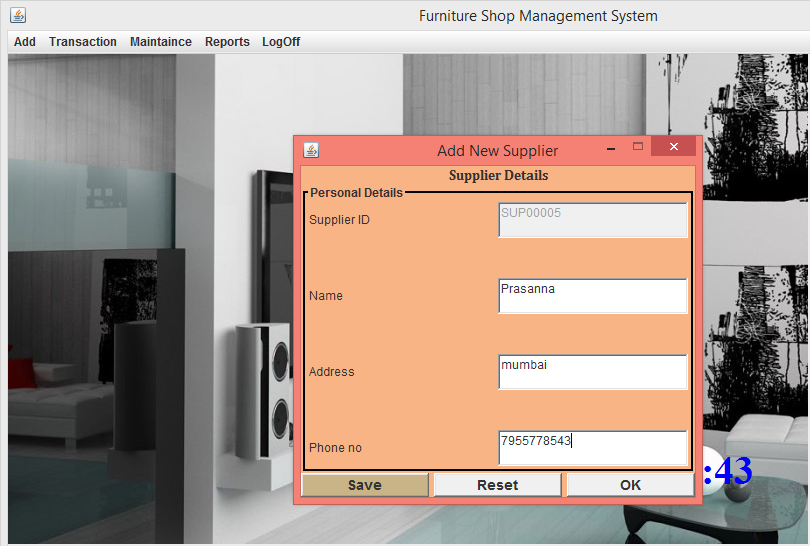 Furniture Shop Management System
Add Transaction Maintaince Reports LogOff
Add New Supplier
Supplier Details
Personal Details
Supplier ID SUP00005
Name Prasanna
Address mumbai
Phone no 7955778543
:43
Save Reset OK